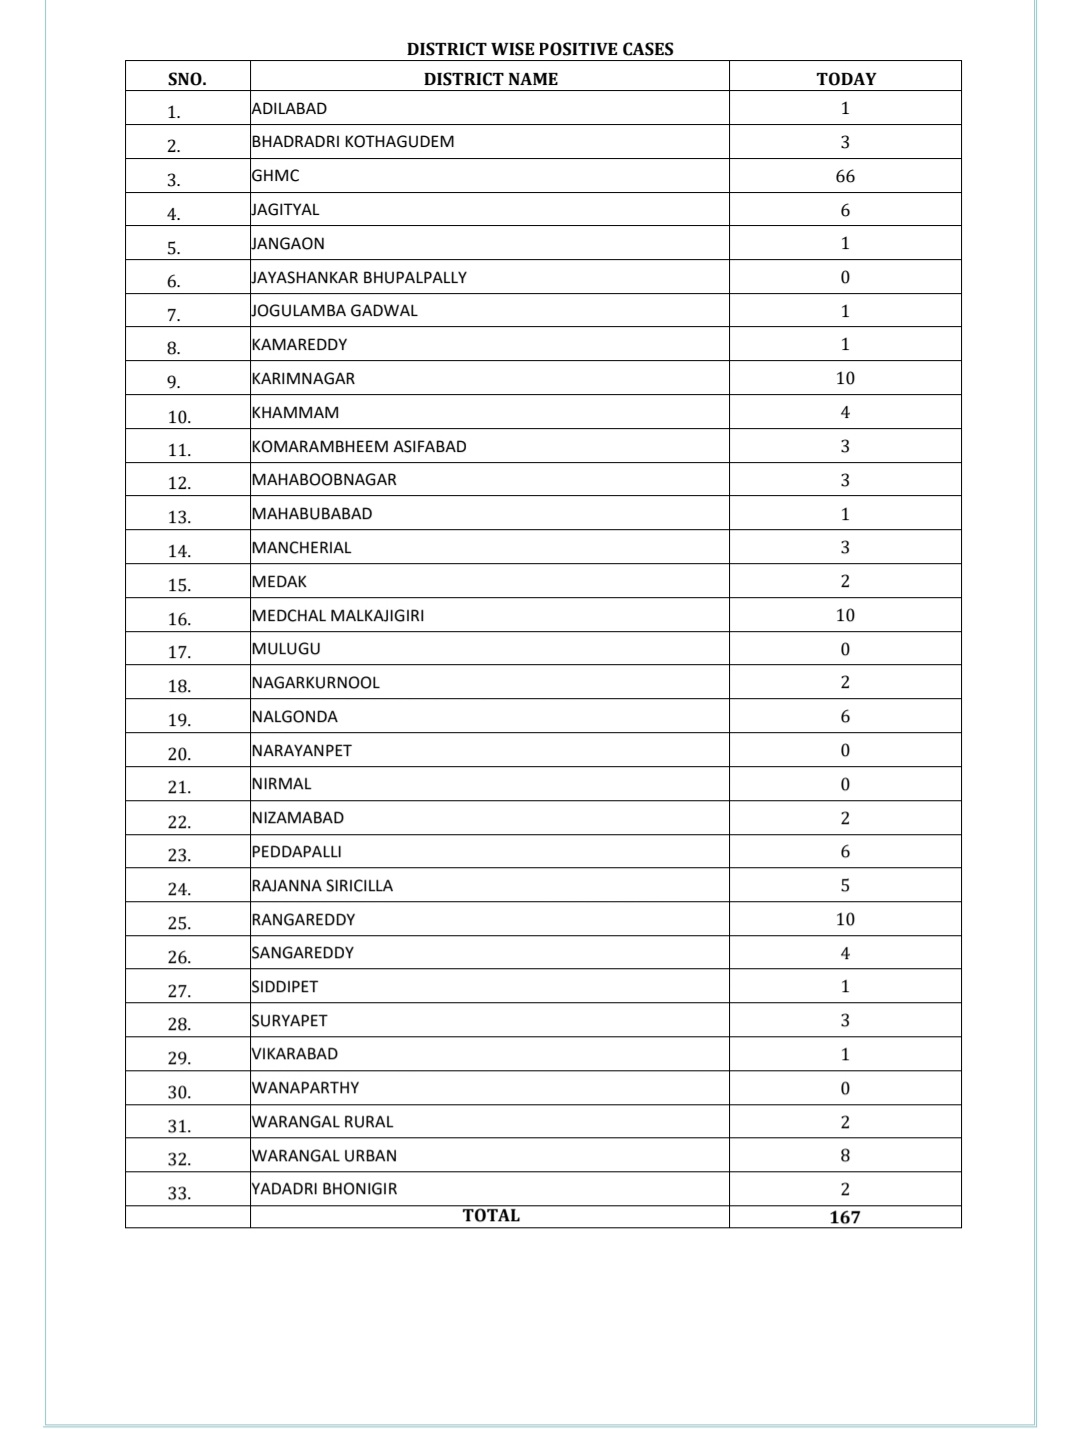 DISTRICT WISE POSITIVE CASES
SNO. DISTRICT NAME TODAY
1. ADILABAD 1
2. BHADRADRI KOTHAGUDEM 3
3. GHMC 66
4. JAGITYAL 6
5. JANGAON 1
6. JAYASHANKAR BHUPALPALLY 0
7. JOGULAMBA GADWAL 1
8. KAMAREDDY 1
9. KARIMNAGAR 10
10. KHAMMAM 4
11. KOMARAMBHEEM ASIFABAD 3
12. MAHABOOBNAGAR 3
13. MAHABUBABAD 1
14. MANCHERIAL 3
15. MEDAK 2
16. MEDCHAL MALKAJIGIRI 10
17. MULUGU 0
18. NAGARKURNOOL 2
19. NALGONDA 6
20. NARAYANPET 0
21. NIRMAL 0
22. NIZAMABAD 2
23. PEDDAPALLI 6
24. RAJANNA SIRICILLA 5
25. RANGAREDDY 10
26. SANGAREDDY 4
27. SIDDIPET 1
28. SURYAPET 3
29. VIKARABAD 1
30. WANAPARTHY 0
31. WARANGAL RURAL 2
32. WARANGAL URBAN 8
33. YADADRI BHONIGIR 2
TOTAL 167